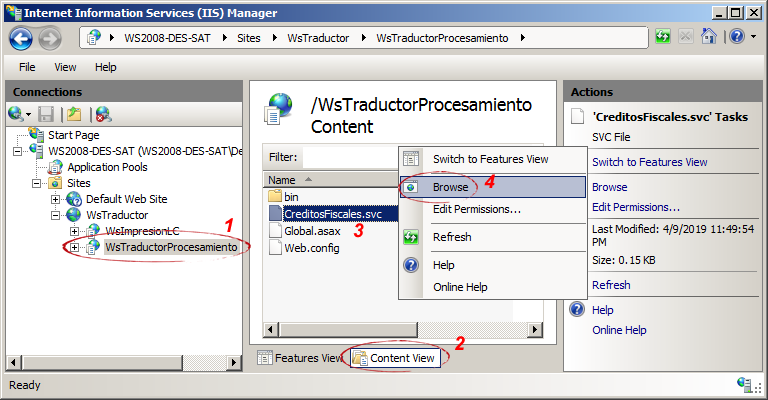 Internet Information Services (IIS) Manager
WS2008-DES-SAT
Sites
WsTraductor
WsTraductorProcesamiento
File View Help
Connections
Start Page
WS2008-DES-SAT (WS2008-DES-SAT\De
Application Pools
Sites
Default Web Site
WsTraductor
1
WsImpresionLC
WsTraductorProcesamiento
/WsTraductorProcesamiento
Content
Filter:
Name
bin
CreditosFiscales.svc
3
Global.asax
Web.config
Switch to Features View
Browse
4
Edit Permissions...
Refresh
Help
Online Help
Features View
Content View
2
Actions
'CreditosFiscales.svc' Tasks
SVC File
Switch to Features View
Browse
Edit Permissions...
Last Modified: 4/9/2019 11:49:54
PM
Size: 0.15 KB
Refresh
Help
Online Help
Ready